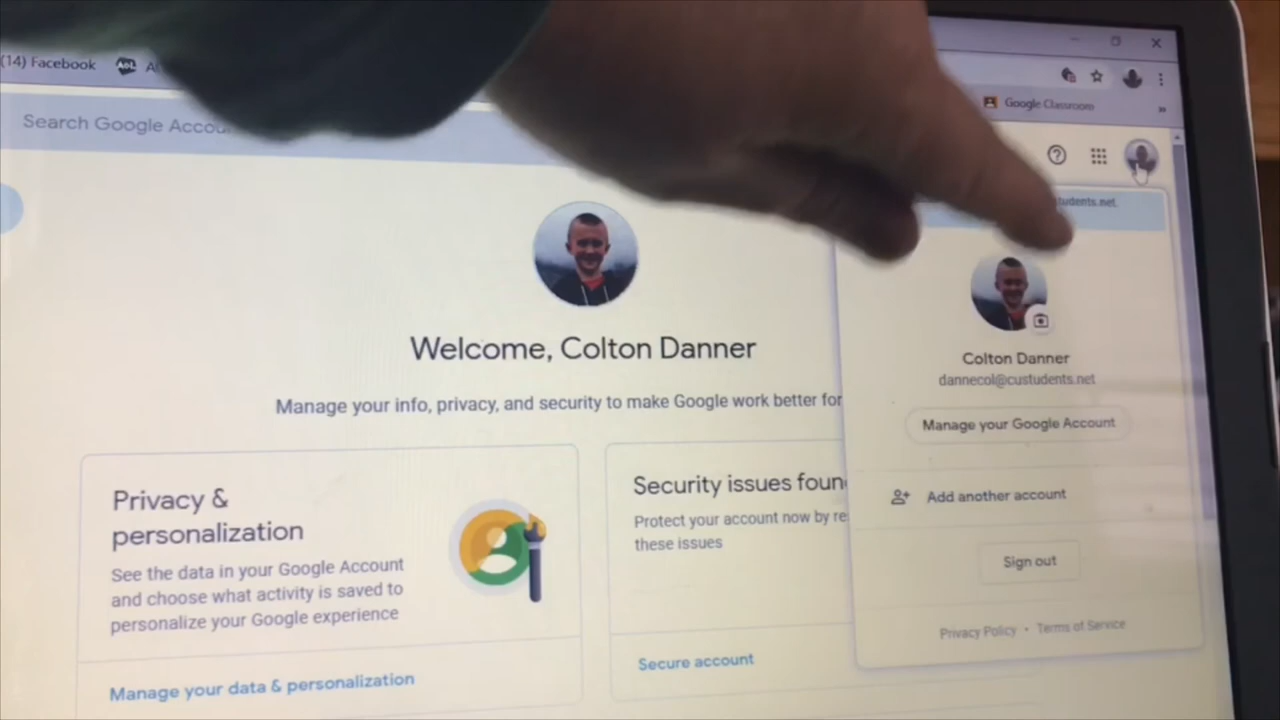 (14) Facebook
AOL
Google Classroom
Search Google Accou
students.net.
Welcome, Colton Danner
Manage your info, privacy, and security to make Google work better for
Colton Danner
dannecol@custudents.net
Manage your Google Account
Add another account
Sign out
Privacy Policy • Terms of Service
Privacy &
personalization
See the data in your Google Account
and choose what activity is saved to
personalize your Google experience
Manage your data & personalization
Security issues foun
Protect your account now by re
these issues
Secure account